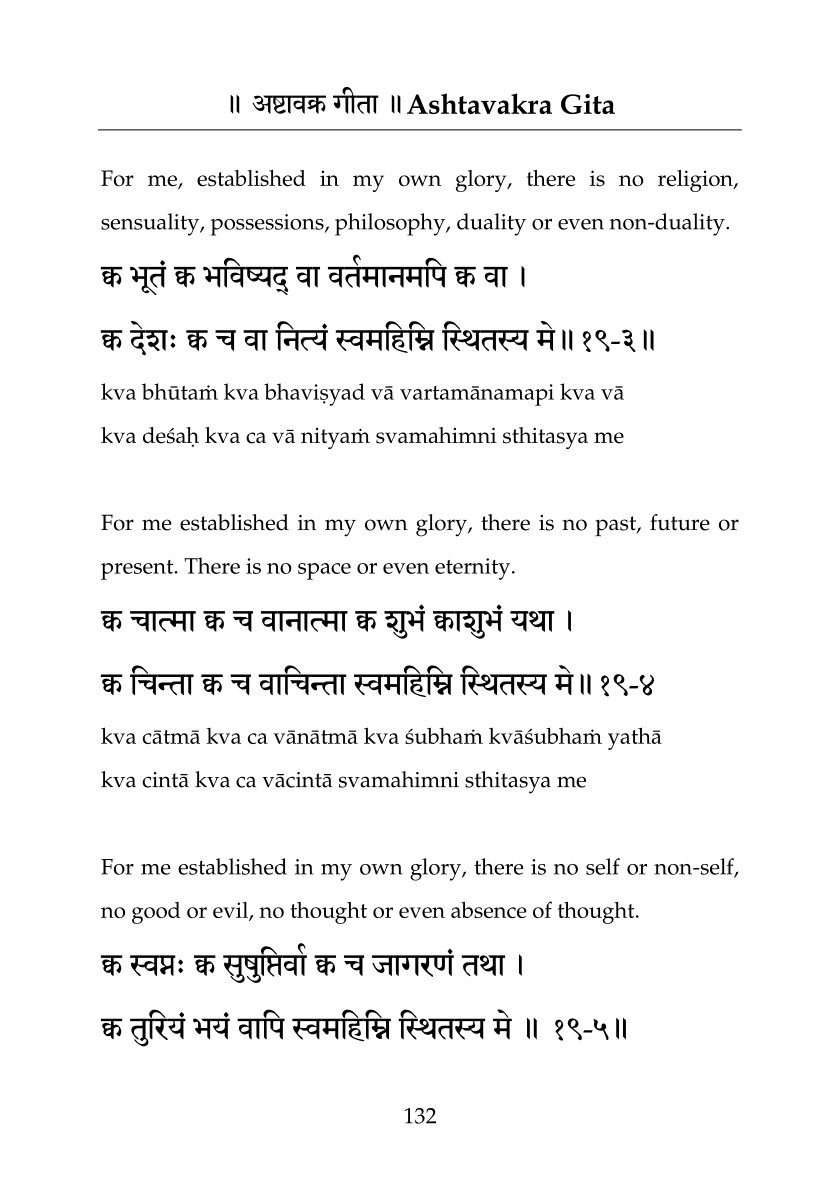 ॥ अष्टावक्र गीता ॥ Ashtavakra Gita
For me, established in my own glory, there is no religion,
sensuality, possessions, philosophy, duality or even non-duality.
क्व भूतं क्व भविष्यद् वा वर्तमानमपि क्व वा ।
क्व देशः क्व च वा नित्यं स्वमहिम्नि स्थितस्य मे॥ १९-३॥
kva bhūtaṁ kva bhaviṣyad vā vartamānamapi kva vā
kva deśaḥ kva ca vā nityaṁ svamahimni sthitasya me
For me established in my own glory, there is no past, future or
present. There is no space or even eternity.
क्व चात्मा क्व च वानात्मा क्व शुभं क्वाशुभं यथा ।
क्व चिन्ता क्व च वाचिन्ता स्वमहिम्नि स्थितस्य मे॥ १९-४
kva cātmā kva ca vānātmā kva śubhaṁ kvāśubhaṁ yathā
kva cintā kva ca vācintā svamahimni sthitasya me
For me established in my own glory, there is no self or non-self,
no good or evil, no thought or even absence of thought.
क्व स्वप्नः क्व सुषुप्तिर्वा क्व च जागरणं तथा ।
क्व तुरियं भयं वापि स्वमहिम्नि स्थितस्य मे ॥ १९-५॥
132